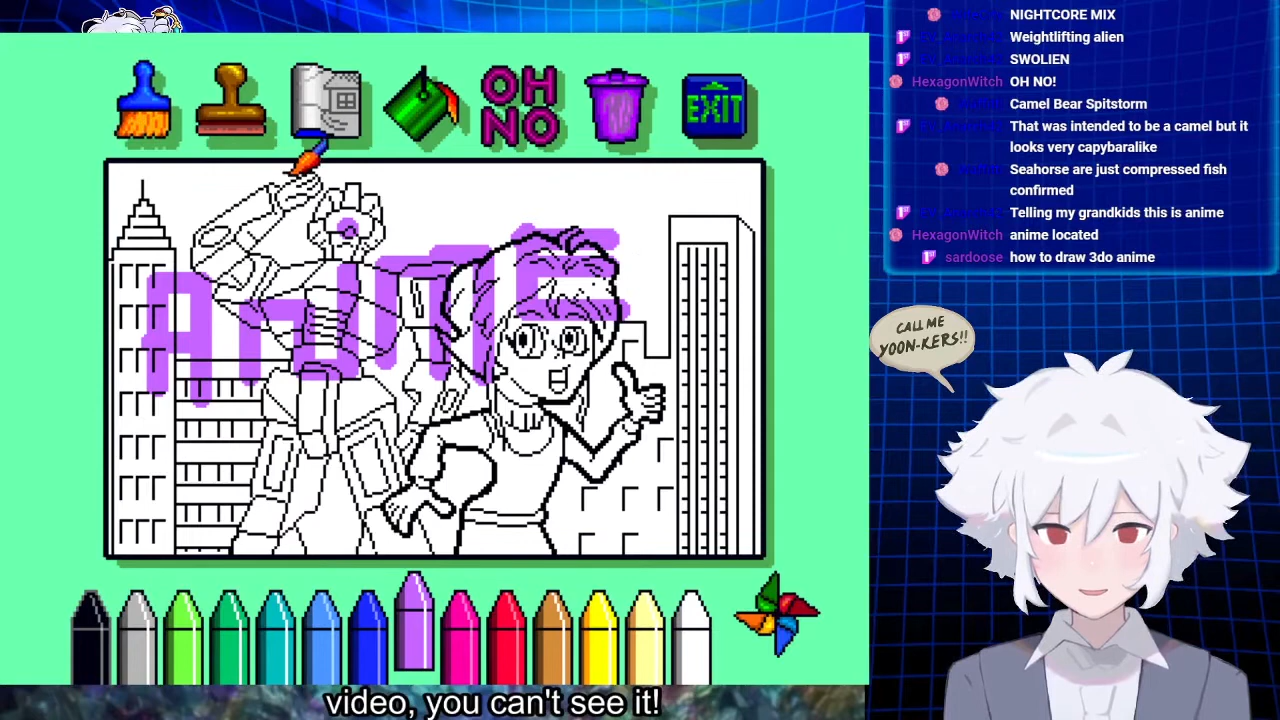 OH
NO
EXIT
ANIME
video, you can't see it!
NIGHTCORE MIX
Weightlifting alien
SWOLIEN
HexagonWitch OH NO!
Camel Bear Spitstorm
That was intended to be a camel but it
looks very capybaralike
Seahorse are just compressed fish
confirmed
Telling my grandkids this is anime
HexagonWitch anime located
sardoose how to draw 3do anime
CALL ME
YOON-KERS!!